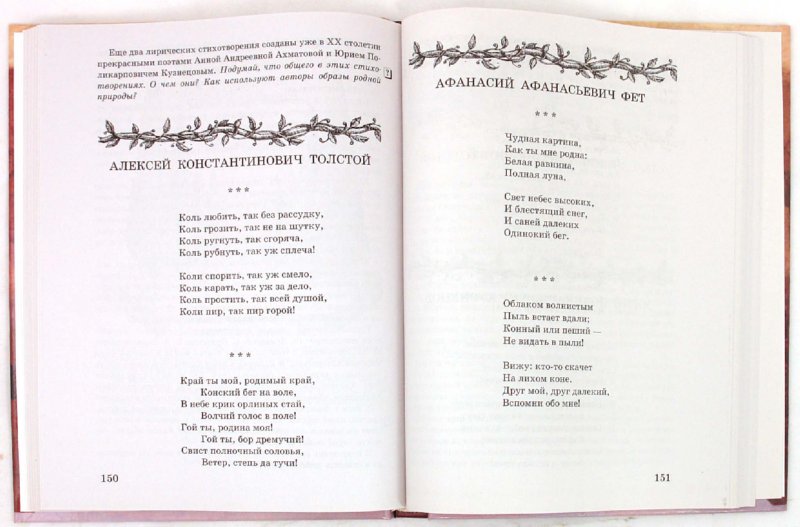 Еще два лирических стихотворения созданы уже в XX столетии
прекрасными поэтами Анной Андреевной Ахматовой и Юрием По-
ликарповичем Кузнецовым. Подумай, что общего в этих стихо-
творениях. О чем они? Как используют авторы образы родной
природы?
?
АЛЕКСЕЙ КОНСТАНТИНОВИЧ ТОЛСТОЙ
* * *
Коль любить, так без рассудку,
Коль грозить, так не на шутку,
Коль ругнуть, так сгоряча,
Коль рубнуть, так уж сплеча!
Коли спорить, так уж смело,
Коль карать, так уж за дело,
Коль простить, так всей душой,
Коли пир, так пир горой!
* * *
Край ты мой, родимый край,
Конский бег на воле,
В небе крик орлиных стай,
Волчий голос в поле!
Гой ты, родина моя!
Гой ты, бор дремучий!
Свист полночный соловья,
Ветер, степь да тучи!
150
АФАНАСИЙ АФАНАСЬЕВИЧ ФЕТ
* * *
Чудная картина,
Как ты мне родна:
Белая равнина,
Полная луна,
Свет небес высоких,
И блестящий снег,
И саней далеких
Одинокий бег.
* * *
Облаком волнистым
Пыль встает вдали;
Конный или пеший —
Не видать в пыли!
Вижу: кто-то скачет
На лихом коне.
Друг мой, друг далекий,
Вспомни обо мне!
151